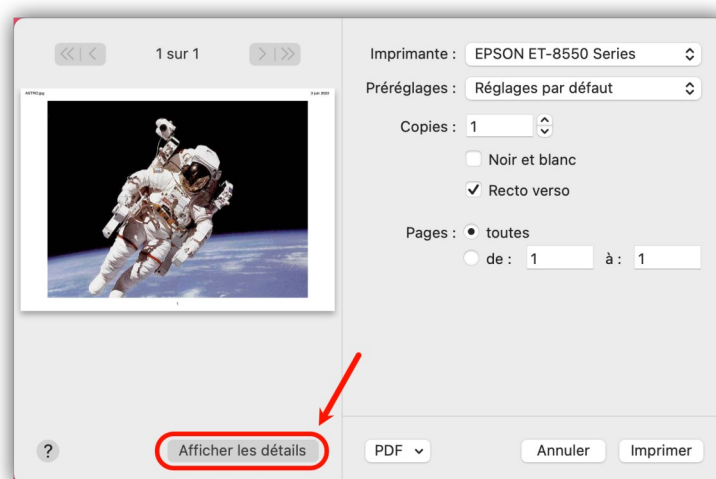 1 sur 1
ASTRO.jpg
3 juin 2023
1
?
Afficher les détails
Imprimante : EPSON ET-8550 Series
Préréglages : Réglages par défaut
Copies : 1
Noir et blanc
Recto verso
Pages : toutes
de : 1 à : 1
PDF
Annuler
Imprimer